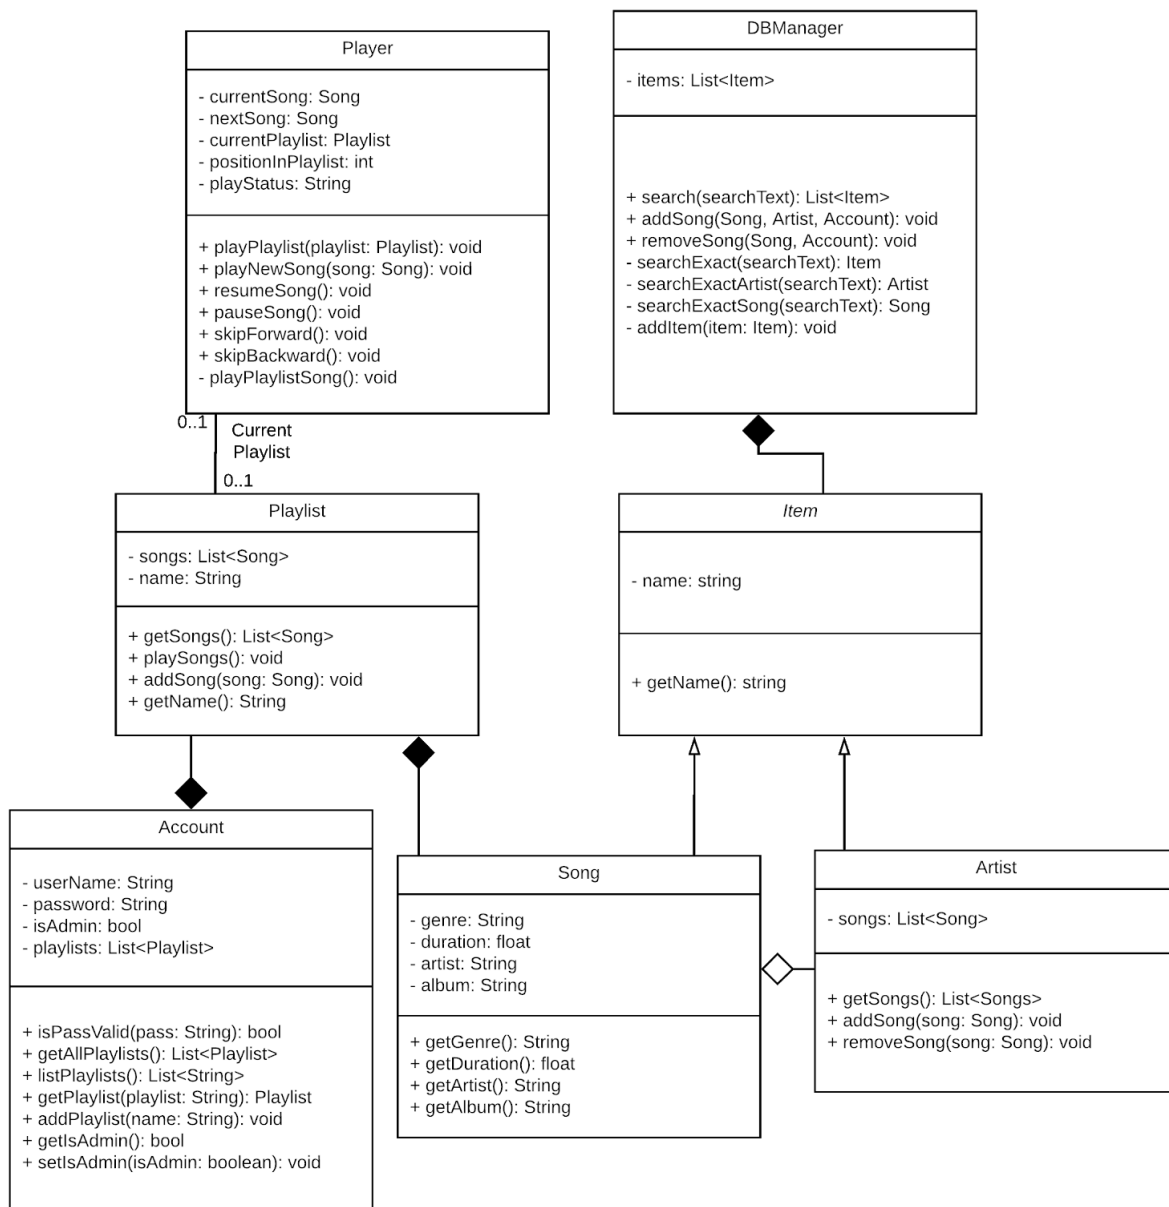 Player
- currentSong: Song
- nextSong: Song
- currentPlaylist: Playlist
- positionInPlaylist: int
- playStatus: String
+ playPlaylist(playlist: Playlist): void
+ playNewSong(song: Song): void
+ resumeSong(): void
+ pauseSong(): void
+ skipForward(): void
+ skipBackward(): void
- playPlaylistSong(): void
DBManager
- items: List<Item>
+ search(searchText): List<Item>
+ addSong(Song, Artist, Account): void
+ removeSong(Song, Account): void
- searchExact(searchText): Item
- searchExactArtist(searchText): Artist
- searchExactSong(searchText): Song
- addItem(item: Item): void
0..1
Current
Playlist
0..1
Playlist
- songs: List<Song>
- name: String
+ getSongs(): List<Song>
+ playSongs(): void
+ addSong(song: Song): void
+ getName(): String
Item
- name: string
+ getName(): string
Account
- userName: String
- password: String
- isAdmin: bool
- playlists: List<Playlist>
+ isPassValid(pass: String): bool
+ getAllPlaylists(): List<Playlist>
+ listPlaylists(): List<String>
+ getPlaylist(playlist: String): Playlist
+ addPlaylist(name: String): void
+ getIsAdmin(): bool
+ setIsAdmin(isAdmin: boolean): void
Song
- genre: String
- duration: float
- artist: String
- album: String
+ getGenre(): String
+ getDuration(): float
+ getArtist(): String
+ getAlbum(): String
Artist
- songs: List<Song>
+ getSongs(): List<Songs>
+ addSong(song: Song): void
+ removeSong(song: Song): void